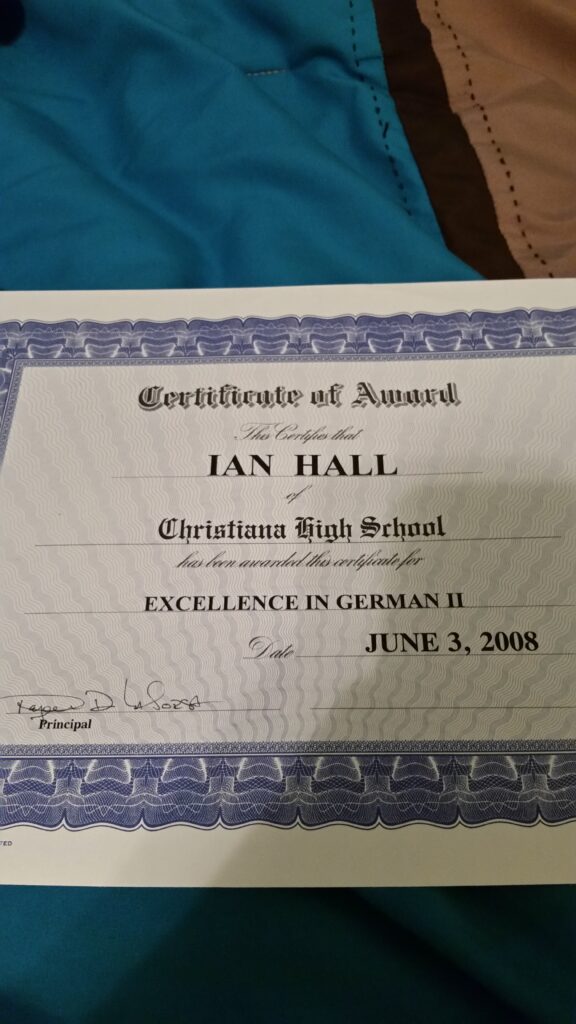 Certificate of Award
This Certifies that
IAN HALL
of
Christiana High School
has been awarded this certificate for
EXCELLENCE IN GERMAN II
Date JUNE 3, 2008
Principal